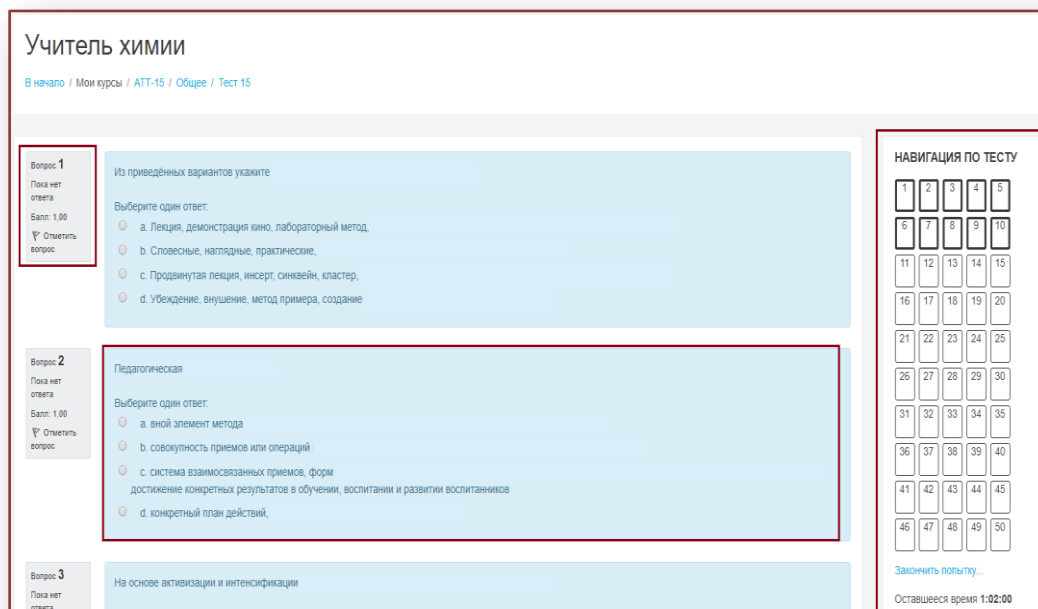 Учитель химии
В начало / Мои курсы / АТТ-15 / Общее / Тест 15
Вопрос 1
Пока нет
ответа
Балл: 1,00
Отметить
вопрос
Из приведённых вариантов укажите
Выберите один ответ:
a. Лекция, демонстрация кино, лабораторный метод,
b. Словесные, наглядные, практические,
c. Продвинутая лекция, инсерт, синквейн, кластер,
d. Убеждение, внушение, метод примера, создание
Вопрос 2
Пока нет
ответа
Балл: 1,00
Отметить
вопрос
Педагогическая
Выберите один ответ:
a. вной элемент метода
b. совокупность приемов или операций
c. система взаимосвязанных приемов, форм
достижение конкретных результатов в обучении, воспитании и развитии воспитанников
d. конкретный план действий,
Вопрос 3
Пока нет
ответа
На основе активизации и интенсификации
НАВИГАЦИЯ ПО ТЕСТУ
1 2 3 4 5
6 7 8 9 10
11 12 13 14 15
16 17 18 19 20
21 22 23 24 25
26 27 28 29 30
31 32 33 34 35
36 37 38 39 40
41 42 43 44 45
46 47 48 49 50
Закончить попытку...
Оставшееся время 1:02:00